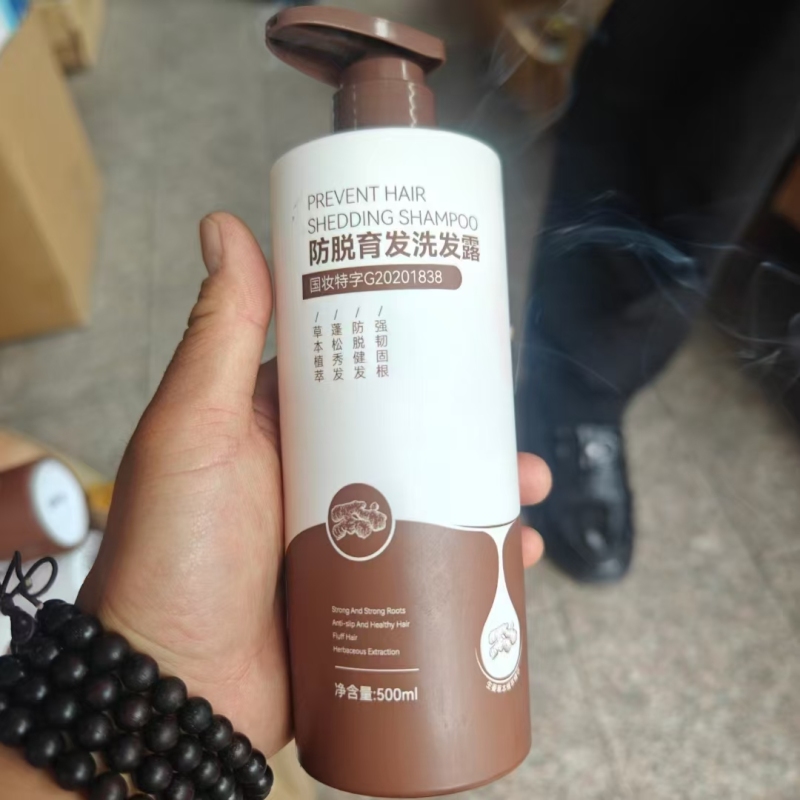 PREVENT HAIR
SHEDDING SHAMPOO
防脱育发洗发露
国妆特字G20201838
/草本植萃
/蓬松秀发
/防脱健发
/强韧固根
Strong And Strong Roots
Anti-slip And Healthy Hair
Fluff Hair
Herbaceous Extraction
净含量:500ml